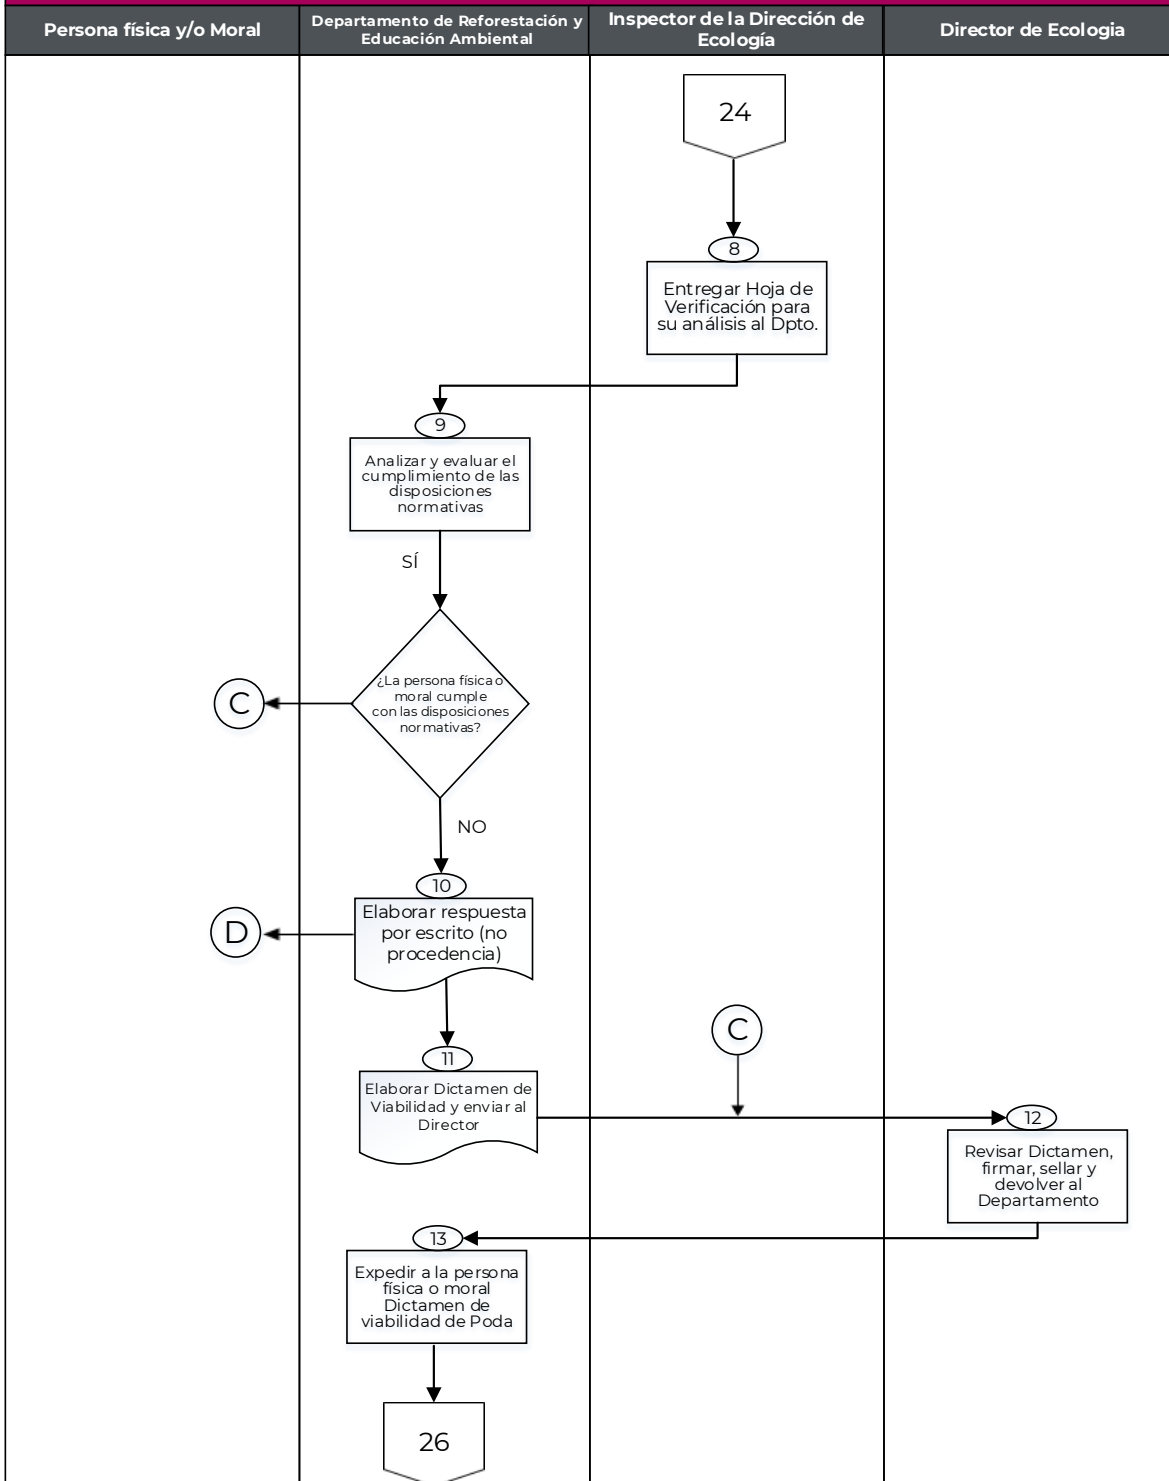 Persona física y/o Moral
Departamento de Reforestación y
Educación Ambiental
Inspector de la Dirección de
Ecología
Director de Ecologia
24
8
Entregar Hoja de
Verificación para
su análisis al Dpto.
9
Analizar y evaluar el
cumplimiento de las
disposiciones
normativas
SÍ
¿La persona física o
moral cumple
con las disposiciones
normativas?
C
NO
10
Elaborar respuesta
por escrito (no
procedencia)
D
C
11
Elaborar Dictamen de
Viabilidad y enviar al
Director
12
Revisar Dictamen,
firmar, sellar y
devolver al
Departamento
13
Expedir a la persona
física o moral
Dictamen de
viabilidad de Poda
26